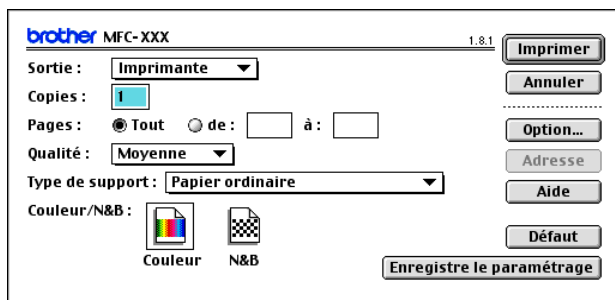 brother MFC-XXX 1.8.1 Imprimer
Sortie : Imprimante Annuler
Copies : 1
Pages : Tout de : à : Option...
Qualité : Moyenne Adresse
Type de support : Papier ordinaire Aide
Couleur/N&B :
Défaut
Couleur N&B Enregistre le paramétrage